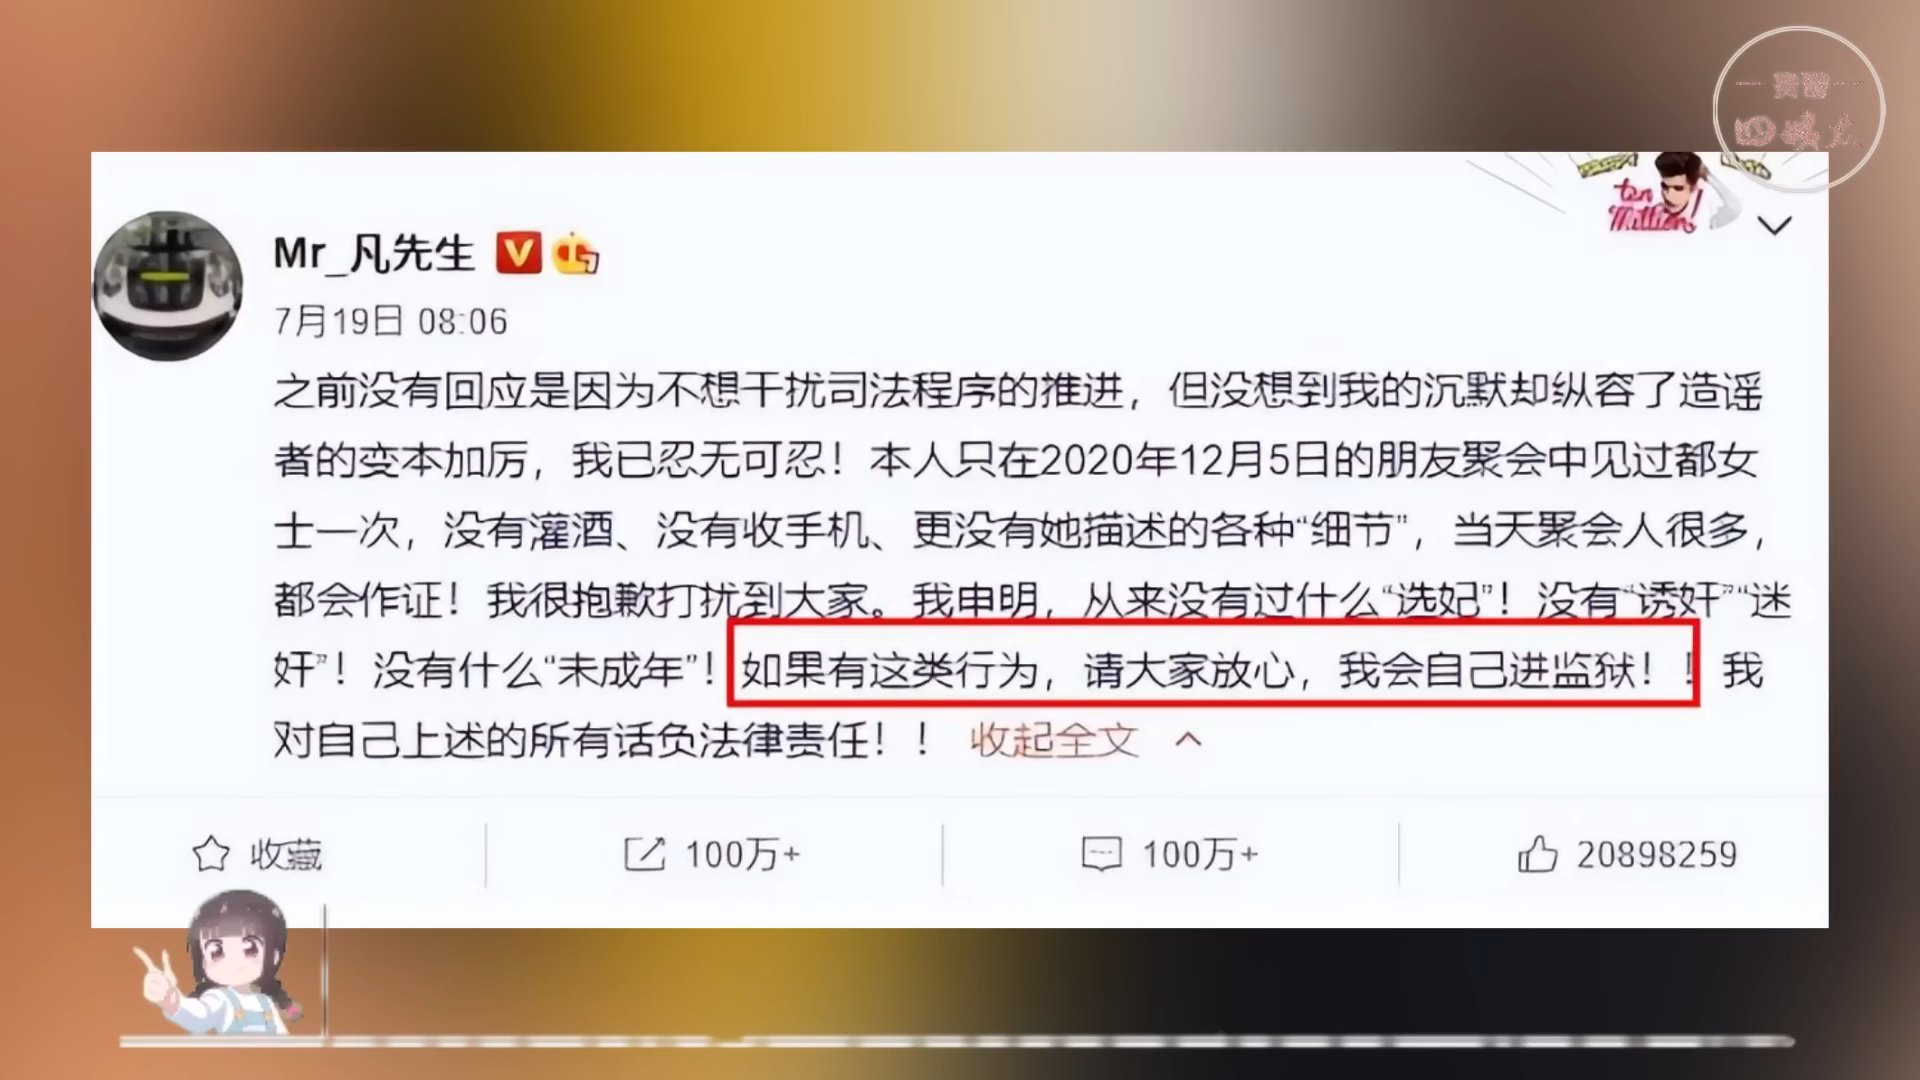 四姨太
ten
Million
Mr_凡先生
7月19日 08:06
之前没有回应是因为不想干扰司法程序的推进，但没想到我的沉默却纵容了造谣
者的变本加厉，我已忍无可忍！本人只在2020年12月5日的朋友聚会中见过都女
士一次，没有灌酒、没有收手机、更没有她描述的各种“细节”，当天聚会人很多，
都会作证！我很抱歉打扰到大家。我申明，从来没有过什么“选妃”！没有“诱奸”“迷
奸”！没有什么“未成年”！如果有这类行为，请大家放心，我会自己进监狱！！我
对自己上述的所有话负法律责任！！ 收起全文
收藏 100万+ 100万+ 20898259